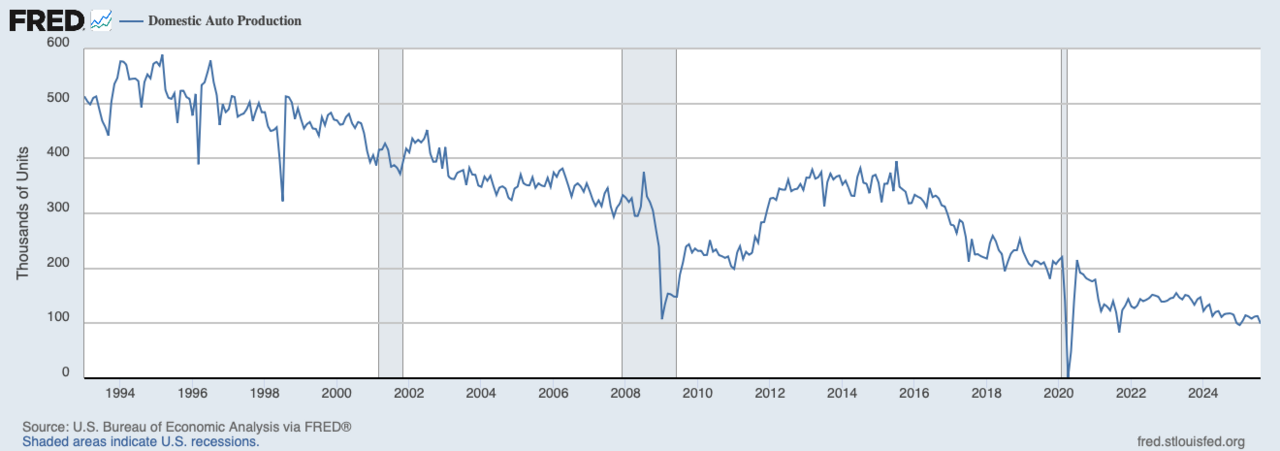 FRED Domestic Auto Production
600
500
400
300
200
100
0
Thousands of Units
1994 1996 1998 2000 2002 2004 2006 2008 2010 2012 2014 2016 2018 2020 2022 2024
Source: U.S. Bureau of Economic Analysis via FRED®
Shaded areas indicate U.S. recessions.
fred.stlouisfed.org